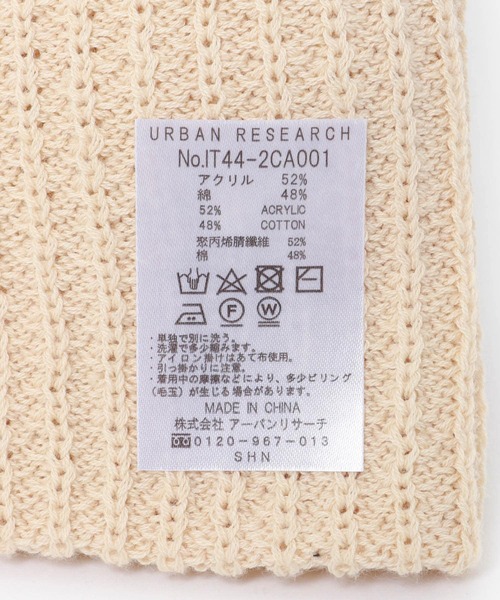 URBAN RESEARCH
No.IT44-2CA001
アクリル 52%
綿 48%
52% ACRYLIC
48% COTTON
聚丙烯腈纖维 52%
棉 48%
F W
・単独で別に洗う。
・洗濯で多少縮みます。
・アイロン掛けはあて布使用。
・引っ掛かりに注意。
・着用中の摩擦などにより、多少ピリング
(毛玉)が生じる場合があります。
MADE IN CHINA
株式会社 アーバンリサーチ
0120-967-013
SHN